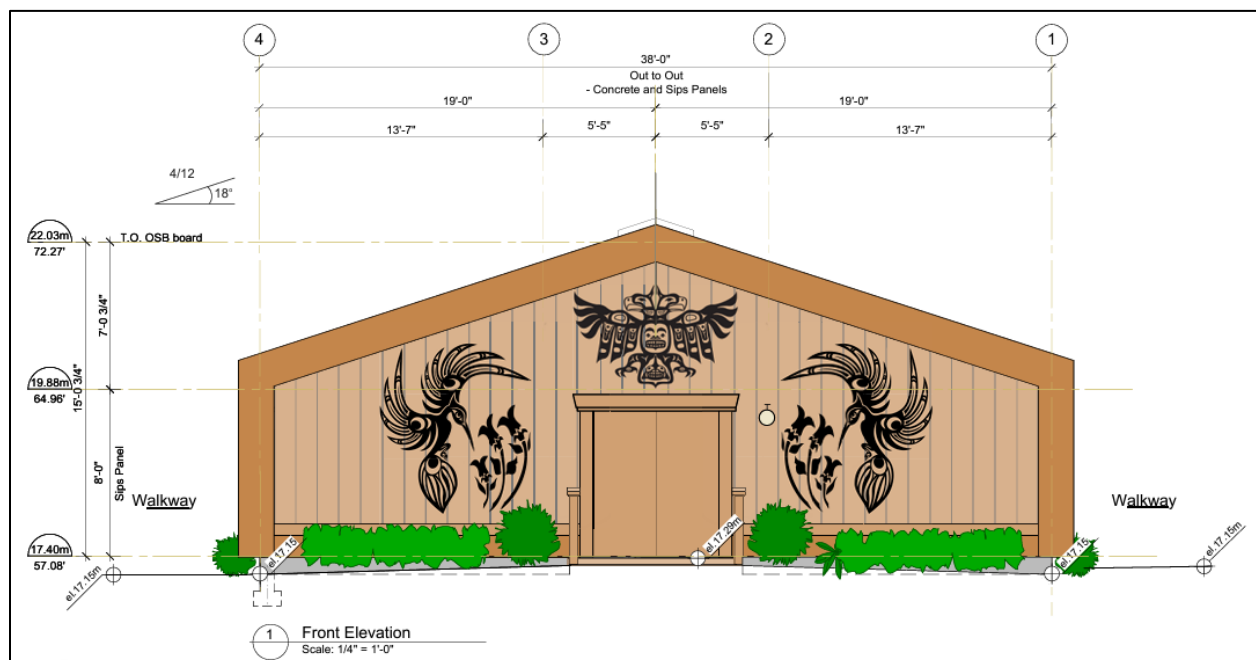 4
3
2
1
38'-0"
Out to Out
- Concrete and Sips Panels
19'-0"
19'-0"
13'-7"
5'-5"
5'-5"
13'-7"
4/12
18°
22.03m
72.27'
T.O. OSB board
7'-0 3/4"
15'-0 3/4"
19.88m
64.96'
8'-0"
Sips Panel
Walkway
Walkway
17.40m
57.08'
el.17.15m
el.17.15
el.17.29m
el.17.15
el.17.15m
1
Front Elevation
Scale: 1/4" = 1'-0"